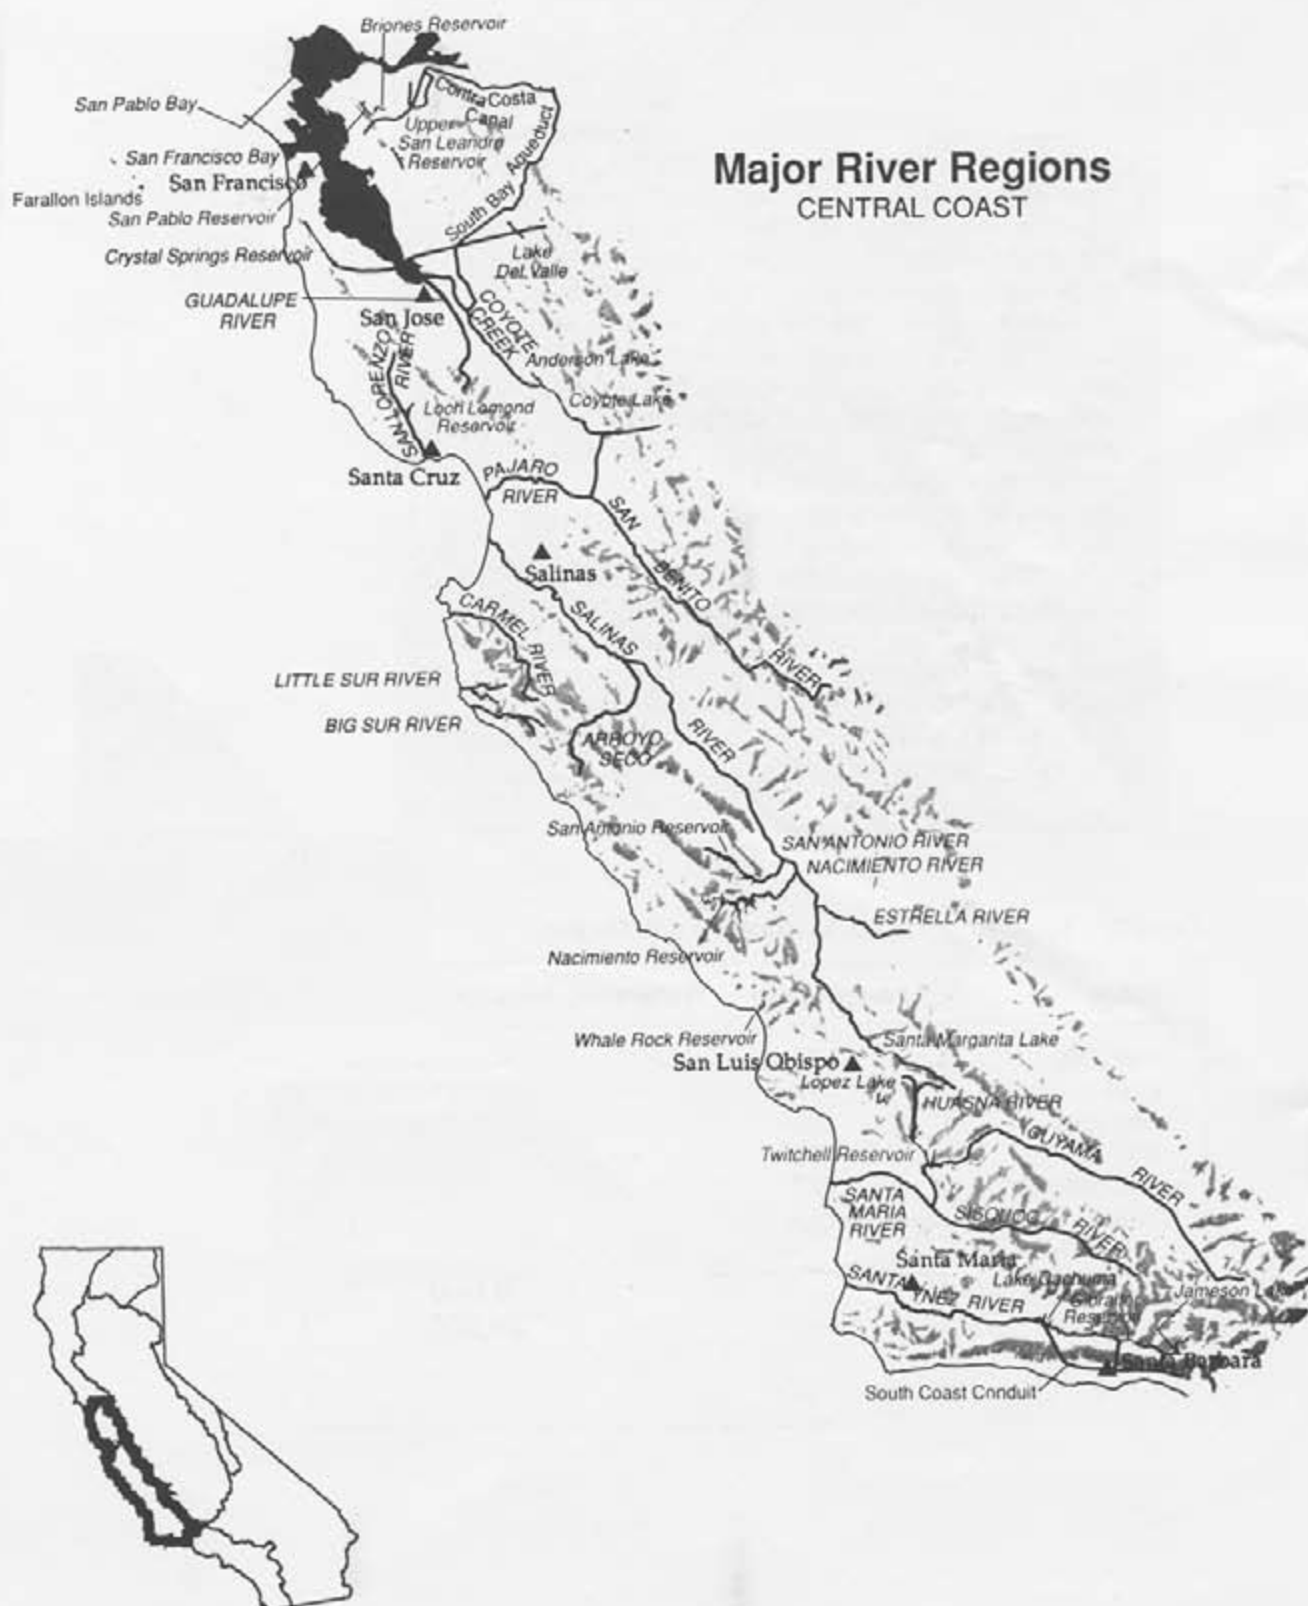 Major River Regions
CENTRAL COAST
Briones Reservoir
San Pablo Bay
Contra Costa
Canal
Upper
San Leandro
Reservoir
South Bay Aqueduct
San Francisco Bay
San Francisco
Farallon Islands
San Pablo Reservoir
Crystal Springs Reservoir
Lake
Del Valle
GUADALUPE
RIVER
San Jose
COYOTE
CREEK
Anderson Lake
SAN LORENZO
RIVER
Coyote Lake
Loch Lomond
Reservoir
Santa Cruz
PAJARO
RIVER
SAN BENITO RIVER
Salinas
CARMEL RIVER
SALINAS RIVER
LITTLE SUR RIVER
BIG SUR RIVER
ARROYO
SECO
San Antonio Reservoir
SAN ANTONIO RIVER
NACIMIENTO RIVER
ESTRELLA RIVER
Nacimiento Reservoir
Whale Rock Reservoir
Santa Margarita Lake
San Luis Obispo
Lopez Lake
HUASNA RIVER
Twitchell Reservoir
CUYAMA RIVER
SANTA
MARIA
RIVER
SISQUOC RIVER
Santa Maria
SANTA YNEZ RIVER
Lake Cachuma
Gibraltar
Reservoir
Jameson Lake
Santa Barbara
South Coast Conduit